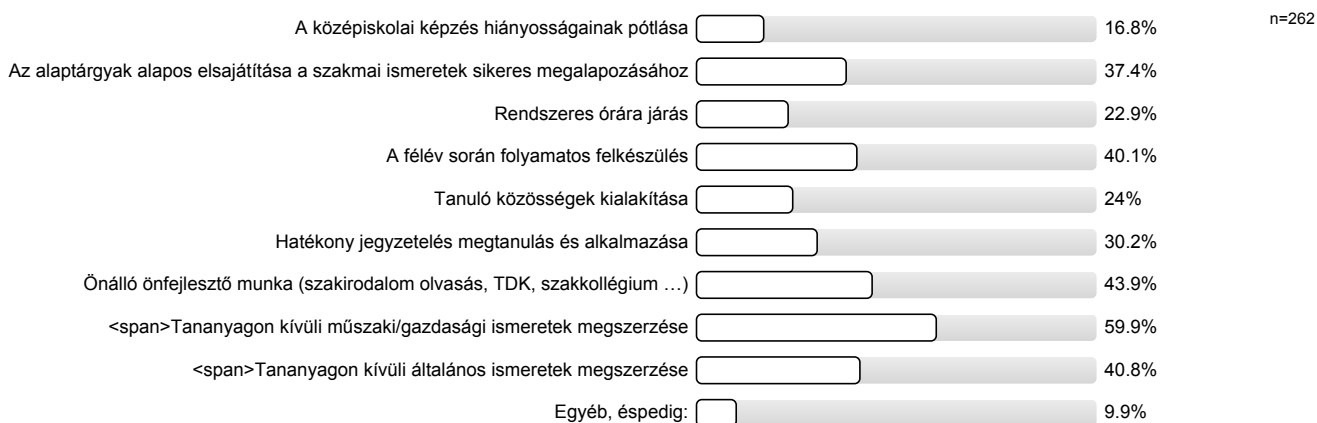 n=262
A középiskolai képzés hiányosságainak pótlása 16.8%
Az alaptárgyak alapos elsajátítása a szakmai ismeretek sikeres megalapozásához 37.4%
Rendszeres órára járás 22.9%
A félév során folyamatos felkészülés 40.1%
Tanuló közösségek kialakítása 24%
Hatékony jegyzetelés megtanulás és alkalmazása 30.2%
Önálló önfejlesztő munka (szakirodalom olvasás, TDK, szakkollégium …) 43.9%
<span>Tananyagon kívüli műszaki/gazdasági ismeretek megszerzése 59.9%
<span>Tananyagon kívüli általános ismeretek megszerzése 40.8%
Egyéb, éspedig: 9.9%